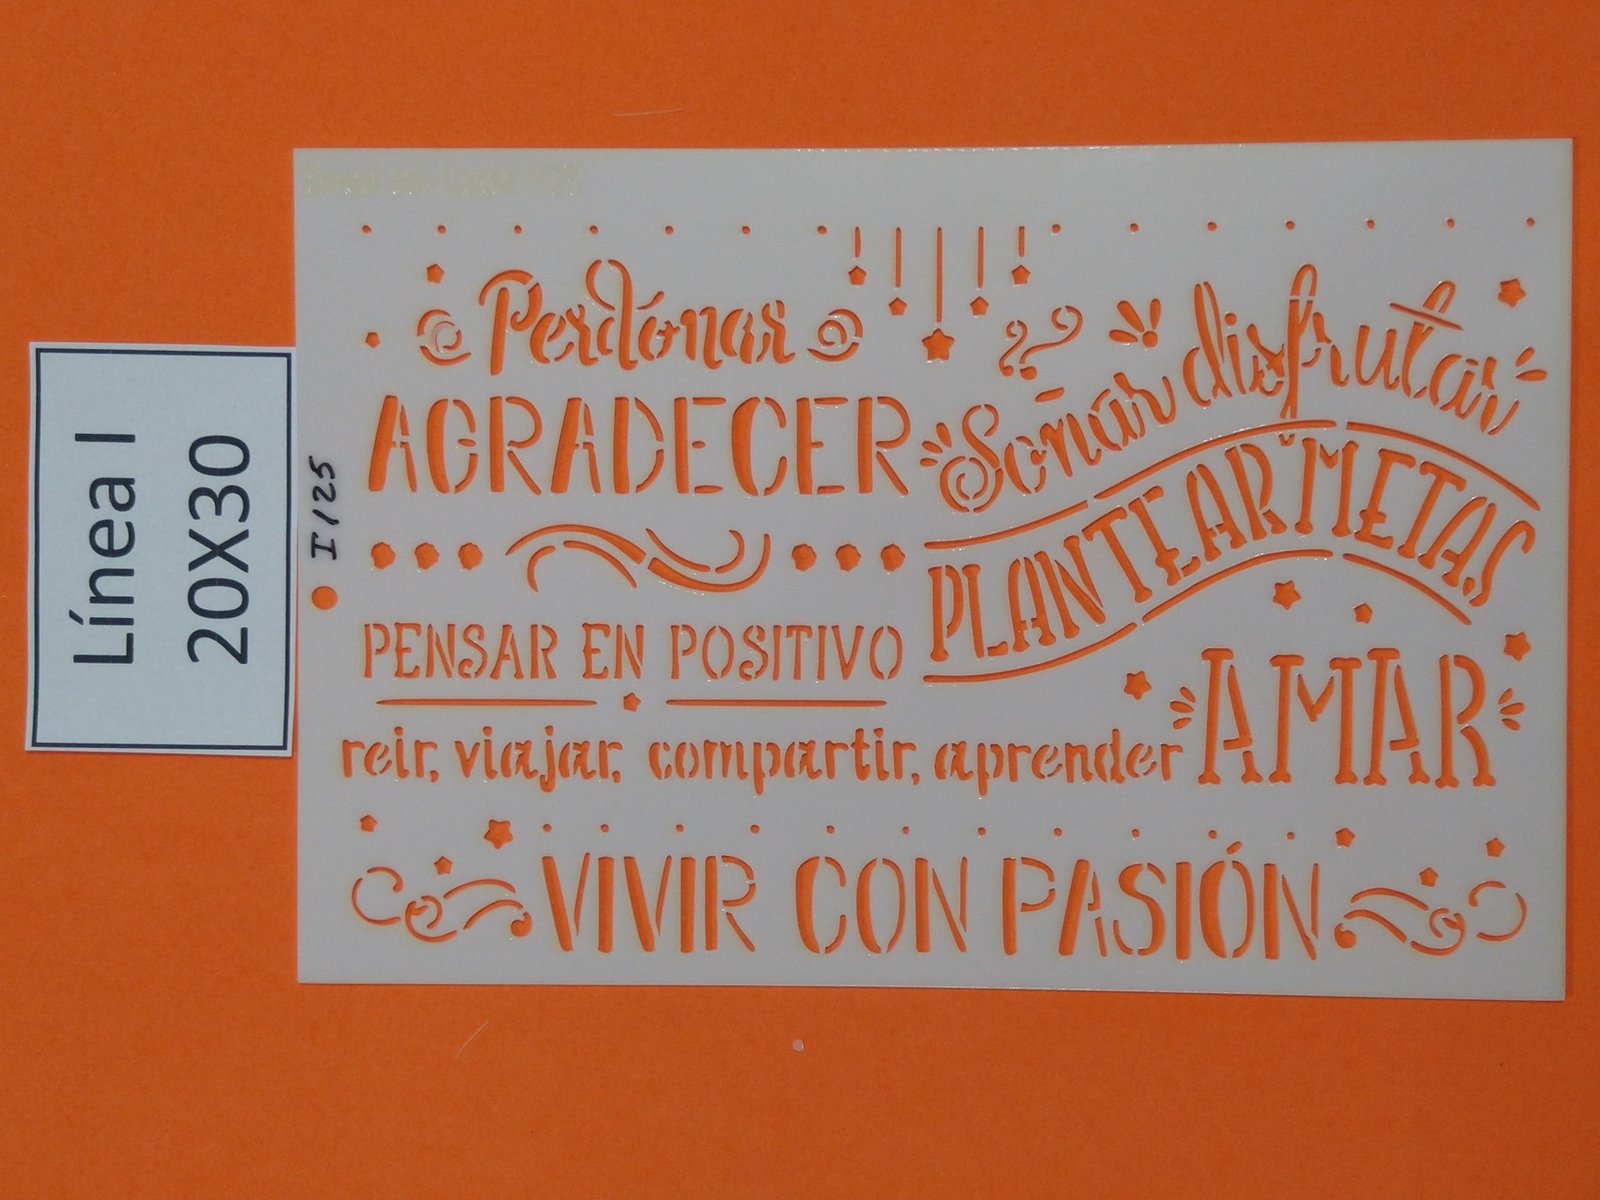 Línea I
20X30
I 125
Perdónar
AGRADECER
Soñar disfrutar
PLANTEAR METAS
PENSAR EN POSITIVO
reir, viajar, compartir, aprender
AMAR
VIVIR CON PASIÓN